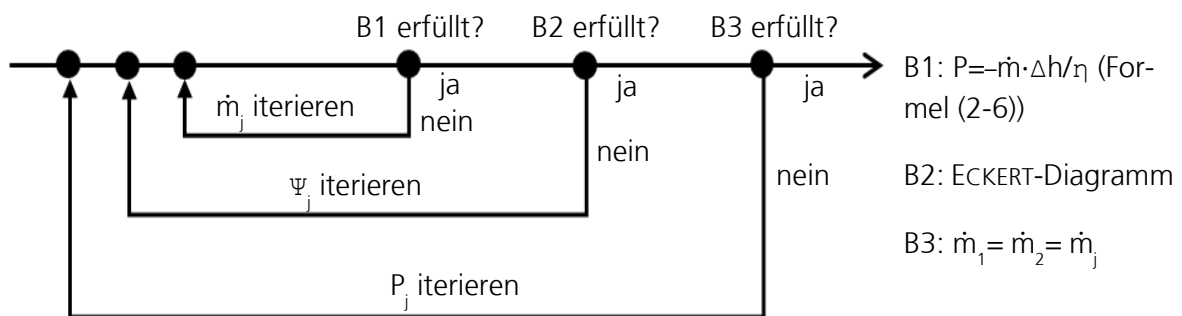 B1 erfüllt? B2 erfüllt? B3 erfüllt?
ja ja ja
B1: P=–ṁ·Δh/η (For-
mel (2-6))
ṁj iterieren
nein
nein
Ψj iterieren
nein
B2: ECKERT-Diagramm
B3: ṁ1= ṁ2= ṁj
Pj iterieren